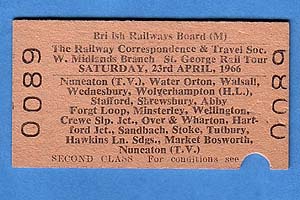 British Railways Board (M)
The Railway Correspondence & Travel Soc.
W. Midlands Branch St. George Rail Tour
SATURDAY, 23rd APRIL, 1966
Nuneaton (T.V.), Water Orton, Walsall,
Wednesbury, Wolverhampton (H.L.),
Stafford, Shrewsbury, Abby
Forgt Loop, Minsterley, Wellington,
Crewe Slp. Jct., Over & Wharton, Hart-
ford Jct., Sandbach, Stoke, Tutbury,
Hawkins Ln. Sdgs., Market Bosworth,
Nuneaton (T.V.)
SECOND CLASS For conditions see
0089
0089